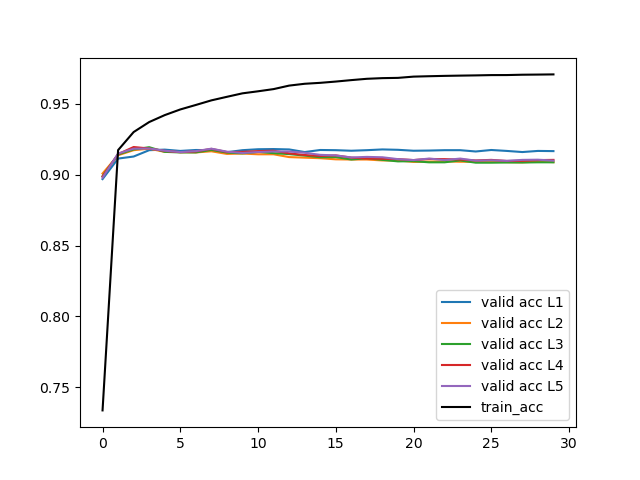 0.95
0.90
0.85
0.80
0.75
0
5
10
15
20
25
30
valid acc L1
valid acc L2
valid acc L3
valid acc L4
valid acc L5
train_acc